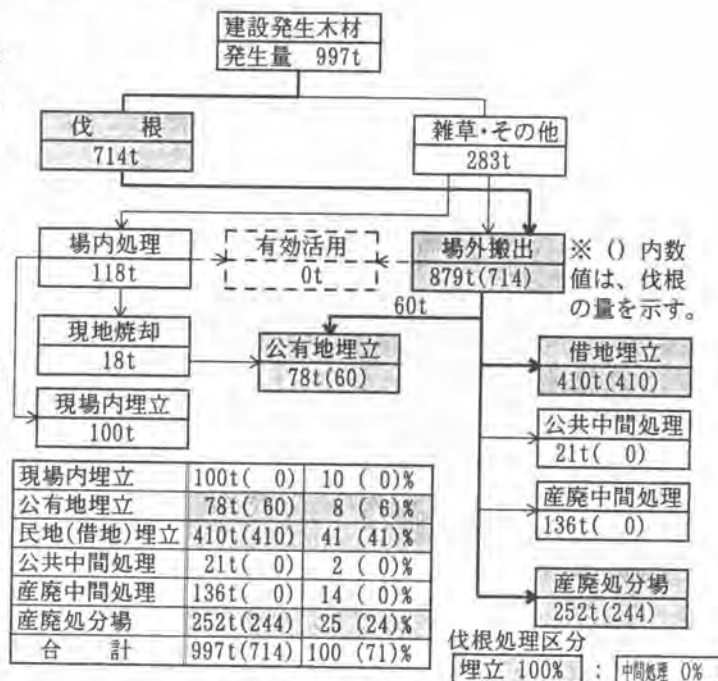 建設発生木材
発生量 997t
伐 根
714t
雑草・その他
283t
場内処理
118t
有効活用
0t
場外搬出
879t(714)
※ () 内数
値は、伐根
の量を示す。
60t
現地焼却
18t
公有地埋立
78t(60)
借地埋立
410t(410)
現場内埋立
100t
公共中間処理
21t( 0)
産廃中間処理
136t( 0)
産廃処分場
252t(244)
現場内埋立 100t( 0) 10 ( 0)%
公有地埋立 78t( 60) 8 ( 6)%
民地(借地)埋立 410t(410) 41 (41)%
公共中間処理 21t( 0) 2 ( 0)%
産廃中間処理 136t( 0) 14 ( 0)%
産廃処分場 252t(244) 25 (24)%
合 計 997t(714) 100 (71)%
伐根処理区分
埋立 100% : 中間処理 0%